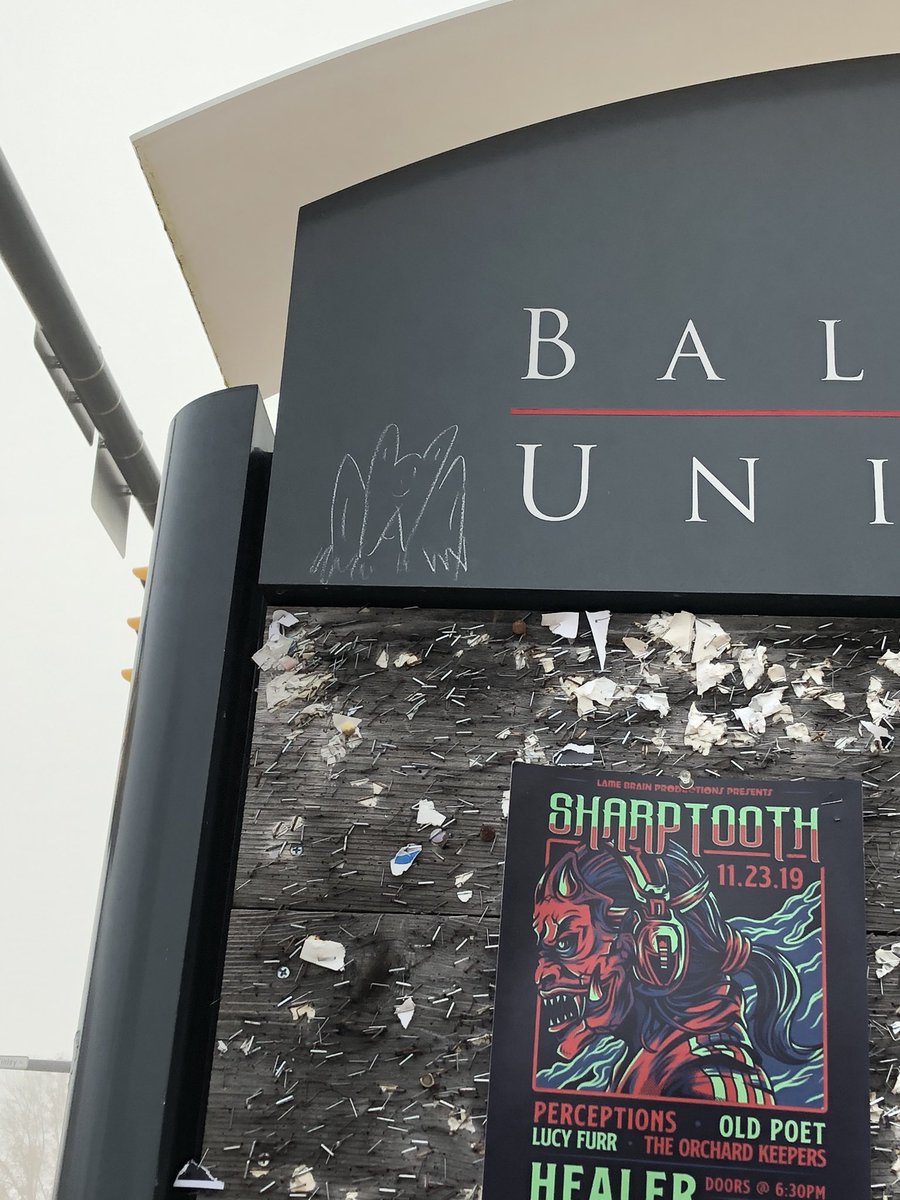 BAL
UNI
LAME BRAIN PRODUCTIONS PRESENTS
SHARPTOOTH
11.23.19
PERCEPTIONS OLD POET
LUCY FURR · THE ORCHARD KEEPERS
HEALER DOORS @ 6:30PM